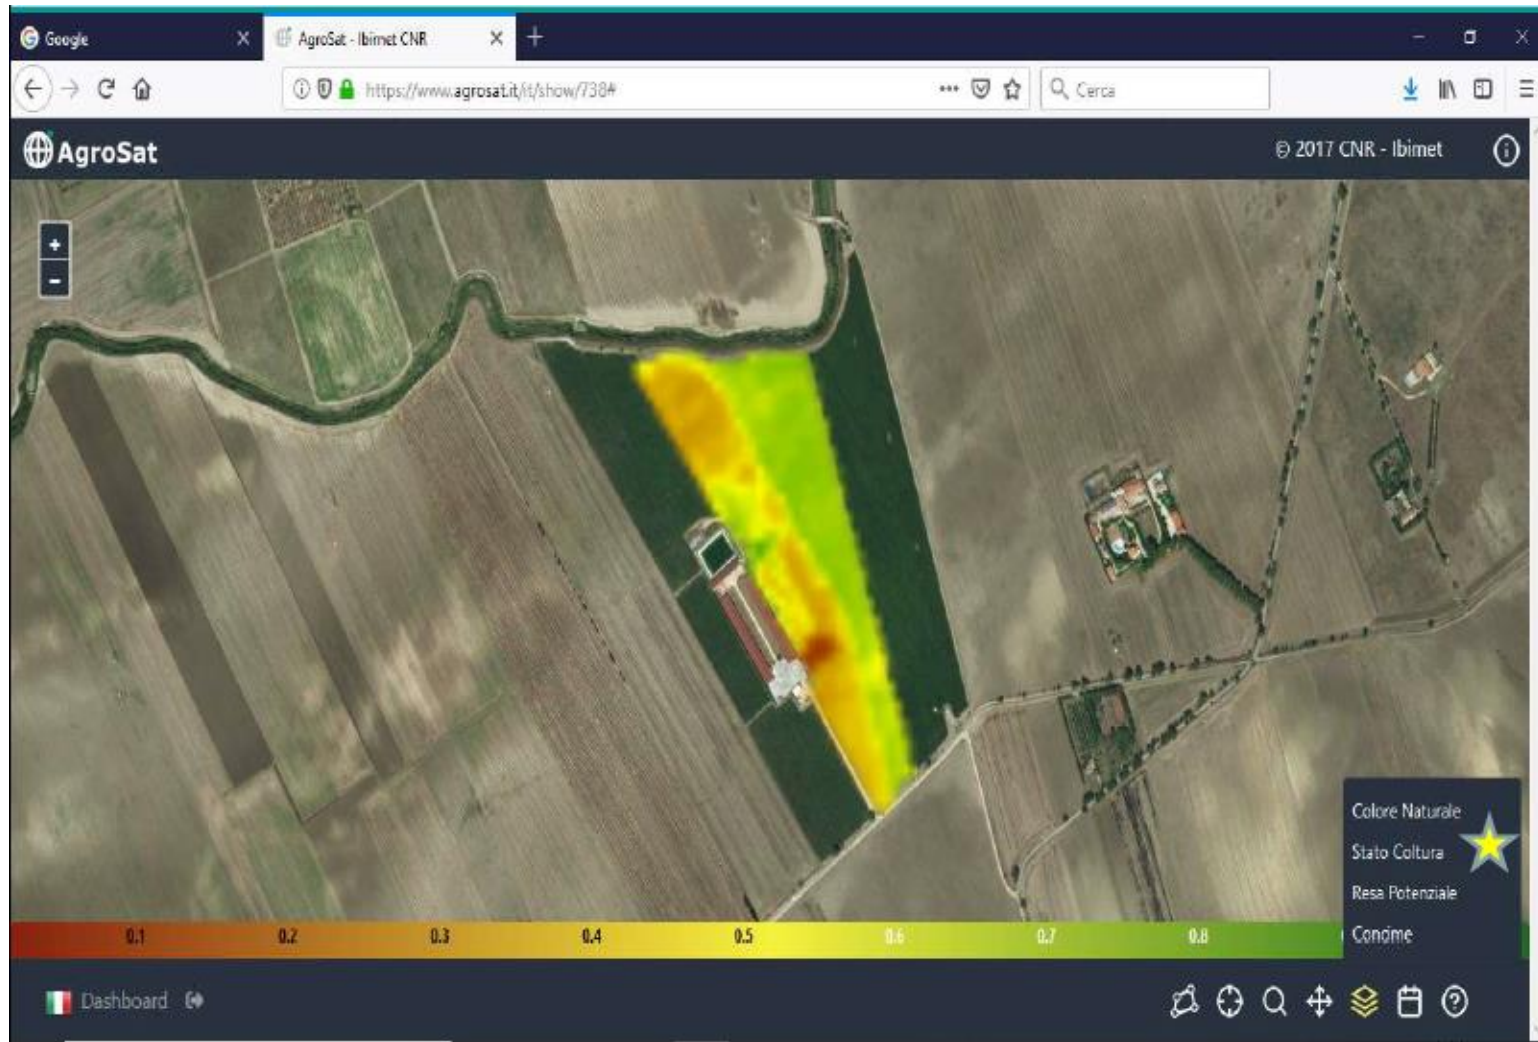 Google
AgroSat - Ibimet CNR
https://www.agrosat.it/it/show/738#
Cerca
AgroSat
© 2017 CNR - Ibimet
+
-
Colore Naturale
Stato Coltura
Resa Potenziale
Concime
0.1 0.2 0.3 0.4 0.5 0.6 0.7 0.8
Dashboard